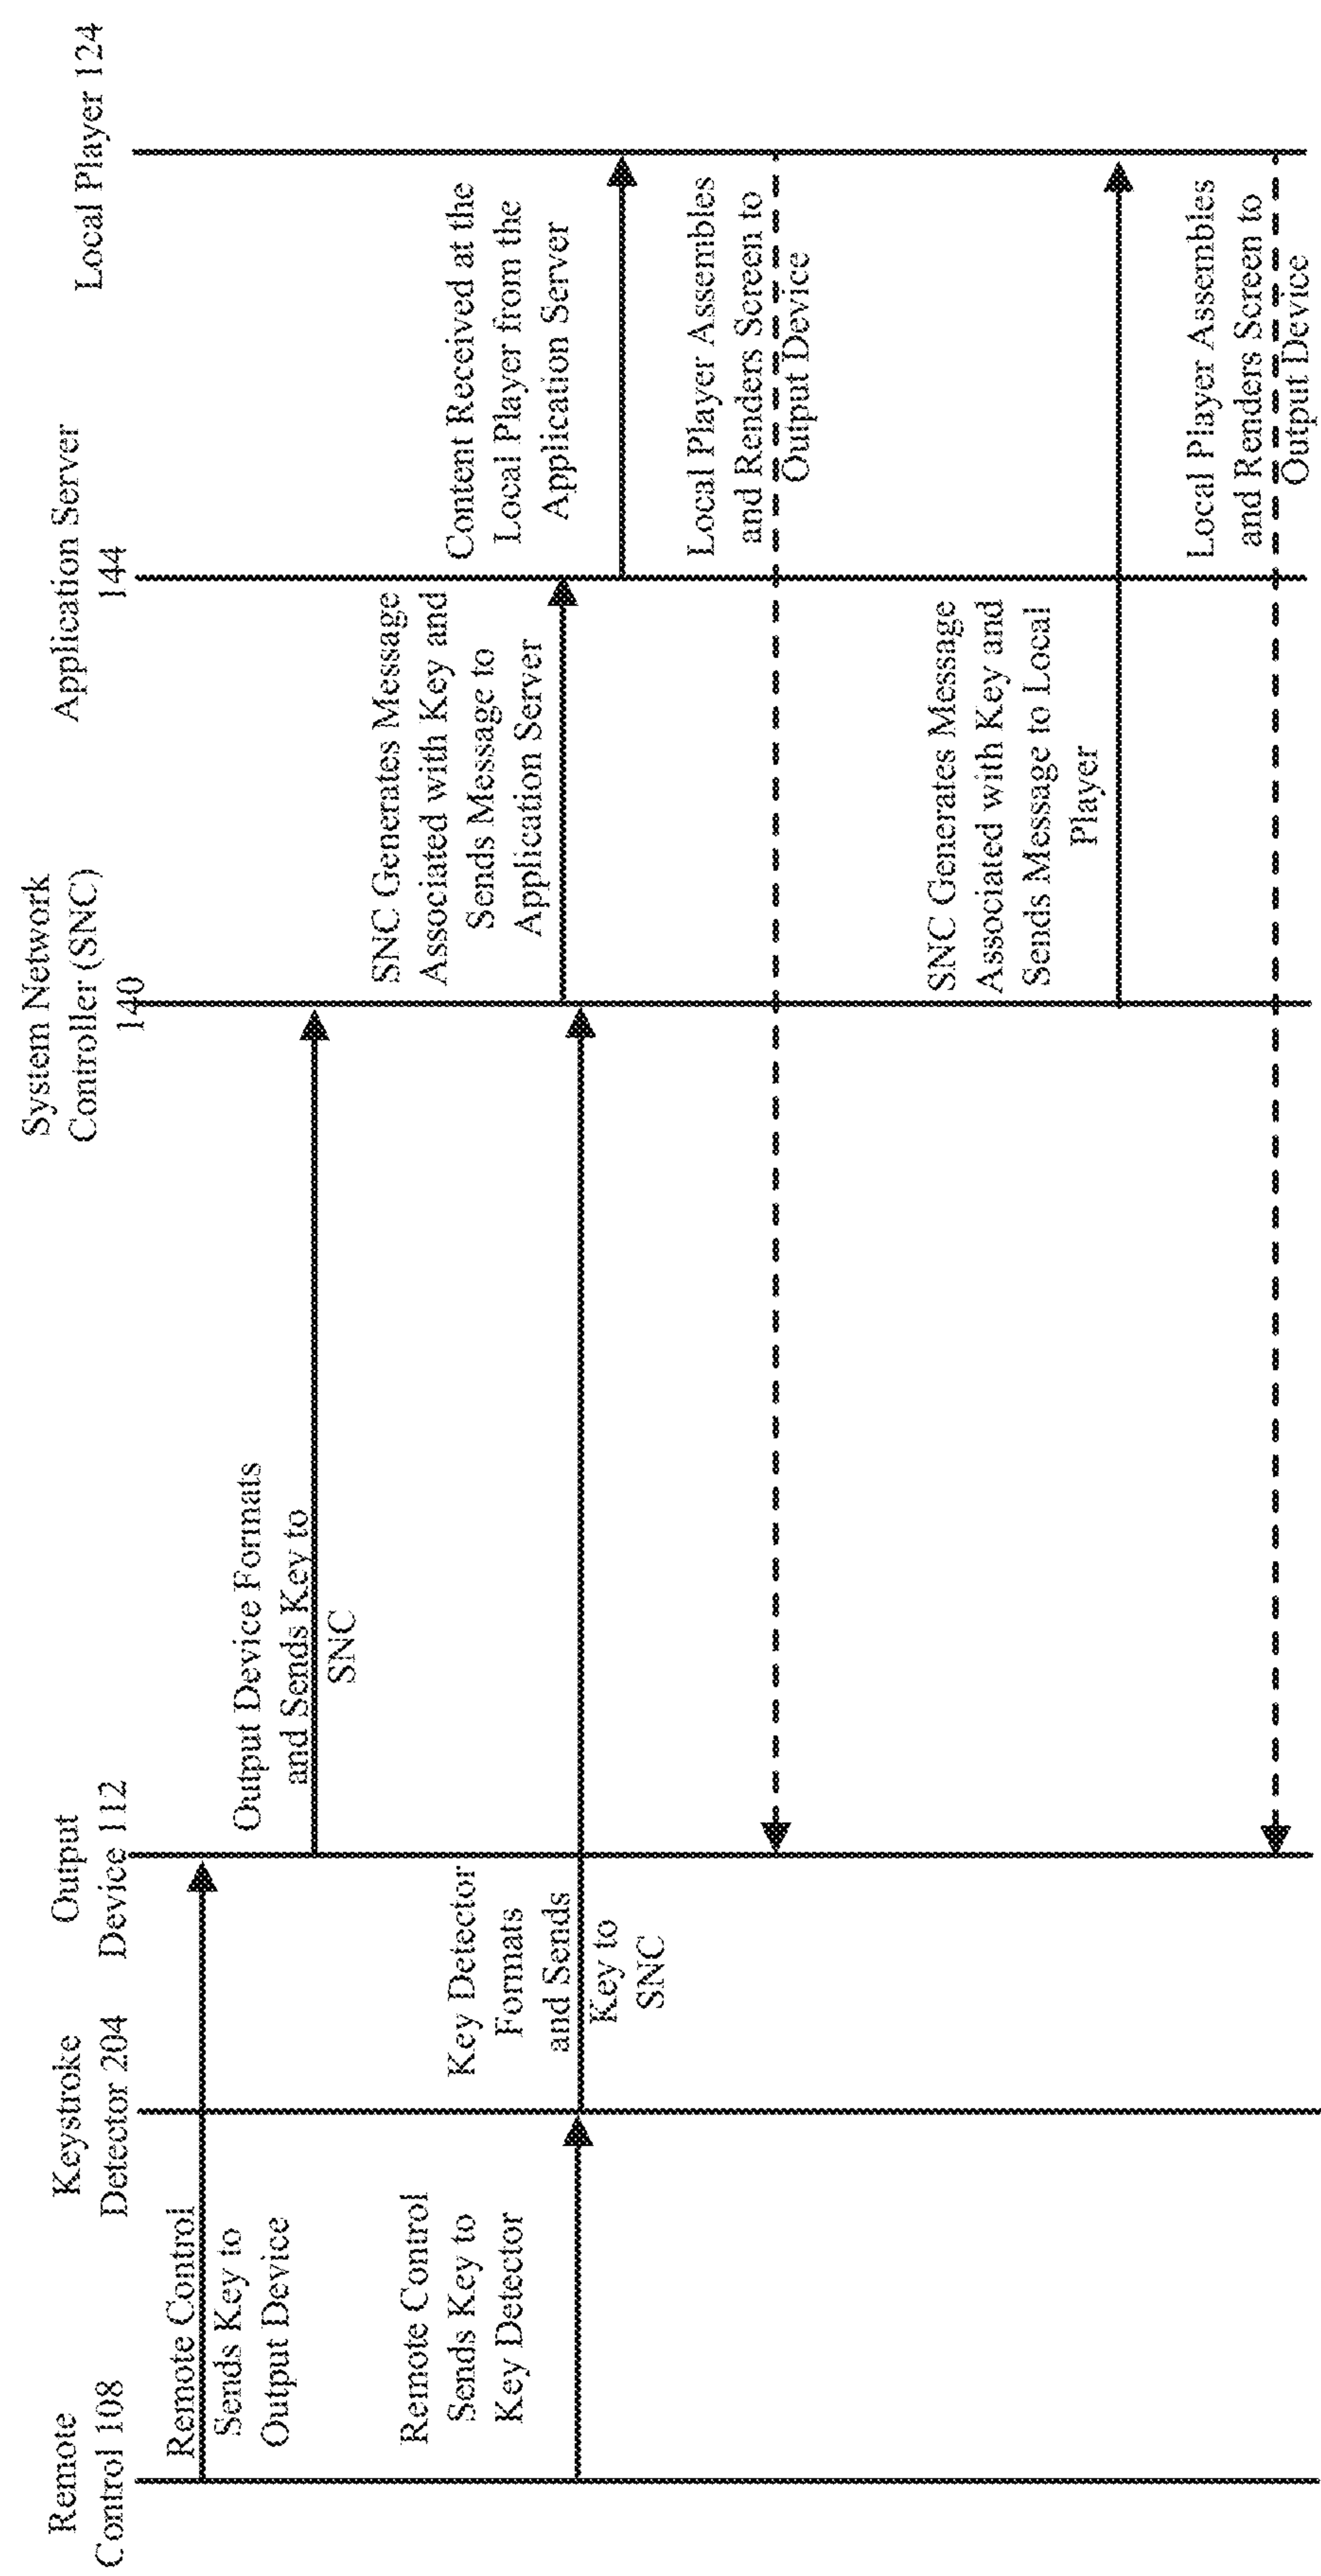 Remote
Control 108
Keystroke
Detector 204
Output
Device 112
System Network
Controller (SNC)
140
Application Server
144
Local Player 124
Remote Control
Sends Key to
Output Device
Output Device Formats
and Sends Key to
SNC
Remote Control
Sends Key to
Key Detector
Key Detector
Formats
and Sends
Key to
SNC
SNC Generates Message
Associated with Key and
Sends Message to
Application Server
Content Received at the
Local Player from the
Application Server
Local Player Assembles
and Renders Screen to
Output Device
SNC Generates Message
Associated with Key and
Sends Message to Local
Player
Local Player Assembles
and Renders Screen to
Output Device